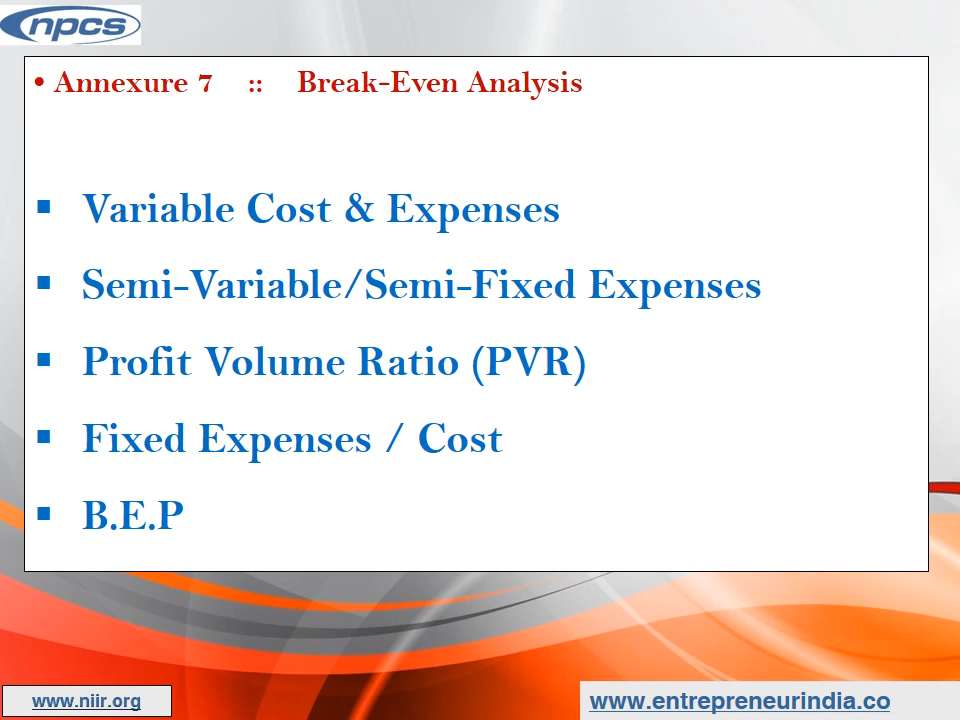 npcs
• Annexure 7 :: Break-Even Analysis
▪ Variable Cost & Expenses
▪ Semi-Variable/Semi-Fixed Expenses
▪ Profit Volume Ratio (PVR)
▪ Fixed Expenses / Cost
▪ B.E.P
www.niir.org
www.entrepreneurindia.co